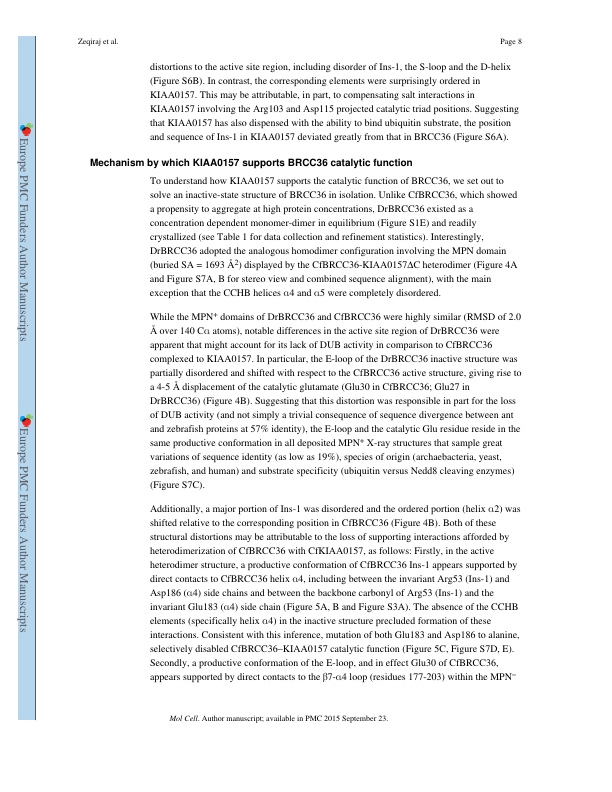 Zeqiraj et al.
Page 8
distortions to the active site region, including disorder of Ins-1, the S-loop and the D-helix
(Figure S6B). In contrast, the corresponding elements were surprisingly ordered in
KIAA0157. This may be attributable, in part, to compensating salt interactions in
KIAA0157 involving the Arg103 and Asp115 projected catalytic triad positions. Suggesting
that KIAA0157 has also dispensed with the ability to bind ubiquitin substrate, the position
and sequence of Ins-1 in KIAA0157 deviated greatly from that in BRCC36 (Figure S6A).
Mechanism by which KIAA0157 supports BRCC36 catalytic function
To understand how KIAA0157 supports the catalytic function of BRCC36, we set out to
solve an inactive-state structure of BRCC36 in isolation. Unlike CfBRCC36, which showed
a propensity to aggregate at high protein concentrations, DrBRCC36 existed as a
concentration dependent monomer-dimer in equilibrium (Figure S1E) and readily
crystallized (see Table 1 for data collection and refinement statistics). Interestingly,
DrBRCC36 adopted the analogous homodimer configuration involving the MPN domain
(buried SA = 1693 Å²) displayed by the CfBRCC36-KIAA0157ΔC heterodimer (Figure 4A
and Figure S7A, B for stereo view and combined sequence alignment), with the main
exception that the CCHB helices α4 and α5 were completely disordered.
While the MPN⁺ domains of DrBRCC36 and CfBRCC36 were highly similar (RMSD of 2.0
Å over 140 Cα atoms), notable differences in the active site region of DrBRCC36 were
apparent that might account for its lack of DUB activity in comparison to CfBRCC36
complexed to KIAA0157. In particular, the E-loop of the DrBRCC36 inactive structure was
partially disordered and shifted with respect to the CfBRCC36 active structure, giving rise to
a 4-5 Å displacement of the catalytic glutamate (Glu30 in CfBRCC36; Glu27 in
DrBRCC36) (Figure 4B). Suggesting that this distortion was responsible in part for the loss
of DUB activity (and not simply a trivial consequence of sequence divergence between ant
and zebrafish proteins at 57% identity), the E-loop and the catalytic Glu residue reside in the
same productive conformation in all deposited MPN⁺ X-ray structures that sample great
variations of sequence identity (as low as 19%), species of origin (archaebacteria, yeast,
zebrafish, and human) and substrate specificity (ubiquitin versus Nedd8 cleaving enzymes)
(Figure S7C).
Additionally, a major portion of Ins-1 was disordered and the ordered portion (helix α2) was
shifted relative to the corresponding position in CfBRCC36 (Figure 4B). Both of these
structural distortions may be attributable to the loss of supporting interactions afforded by
heterodimerization of CfBRCC36 with CfKIAA0157, as follows: Firstly, in the active
heterodimer structure, a productive conformation of CfBRCC36 Ins-1 appears supported by
direct contacts to CfBRCC36 helix α4, including between the invariant Arg53 (Ins-1) and
Asp186 (α4) side chains and between the backbone carbonyl of Arg53 (Ins-1) and the
invariant Glu183 (α4) side chain (Figure 5A, B and Figure S3A). The absence of the CCHB
elements (specifically helix α4) in the inactive structure precluded formation of these
interactions. Consistent with this inference, mutation of both Glu183 and Asp186 to alanine,
selectively disabled CfBRCC36–KIAA0157 catalytic function (Figure 5C, Figure S7D, E).
Secondly, a productive conformation of the E-loop, and in effect Glu30 of CfBRCC36,
appears supported by direct contacts to the β7-α4 loop (residues 177-203) within the MPN⁻
Mol Cell. Author manuscript; available in PMC 2015 September 23.
Europe PMC Funders Author Manuscripts
Europe PMC Funders Author Manuscripts